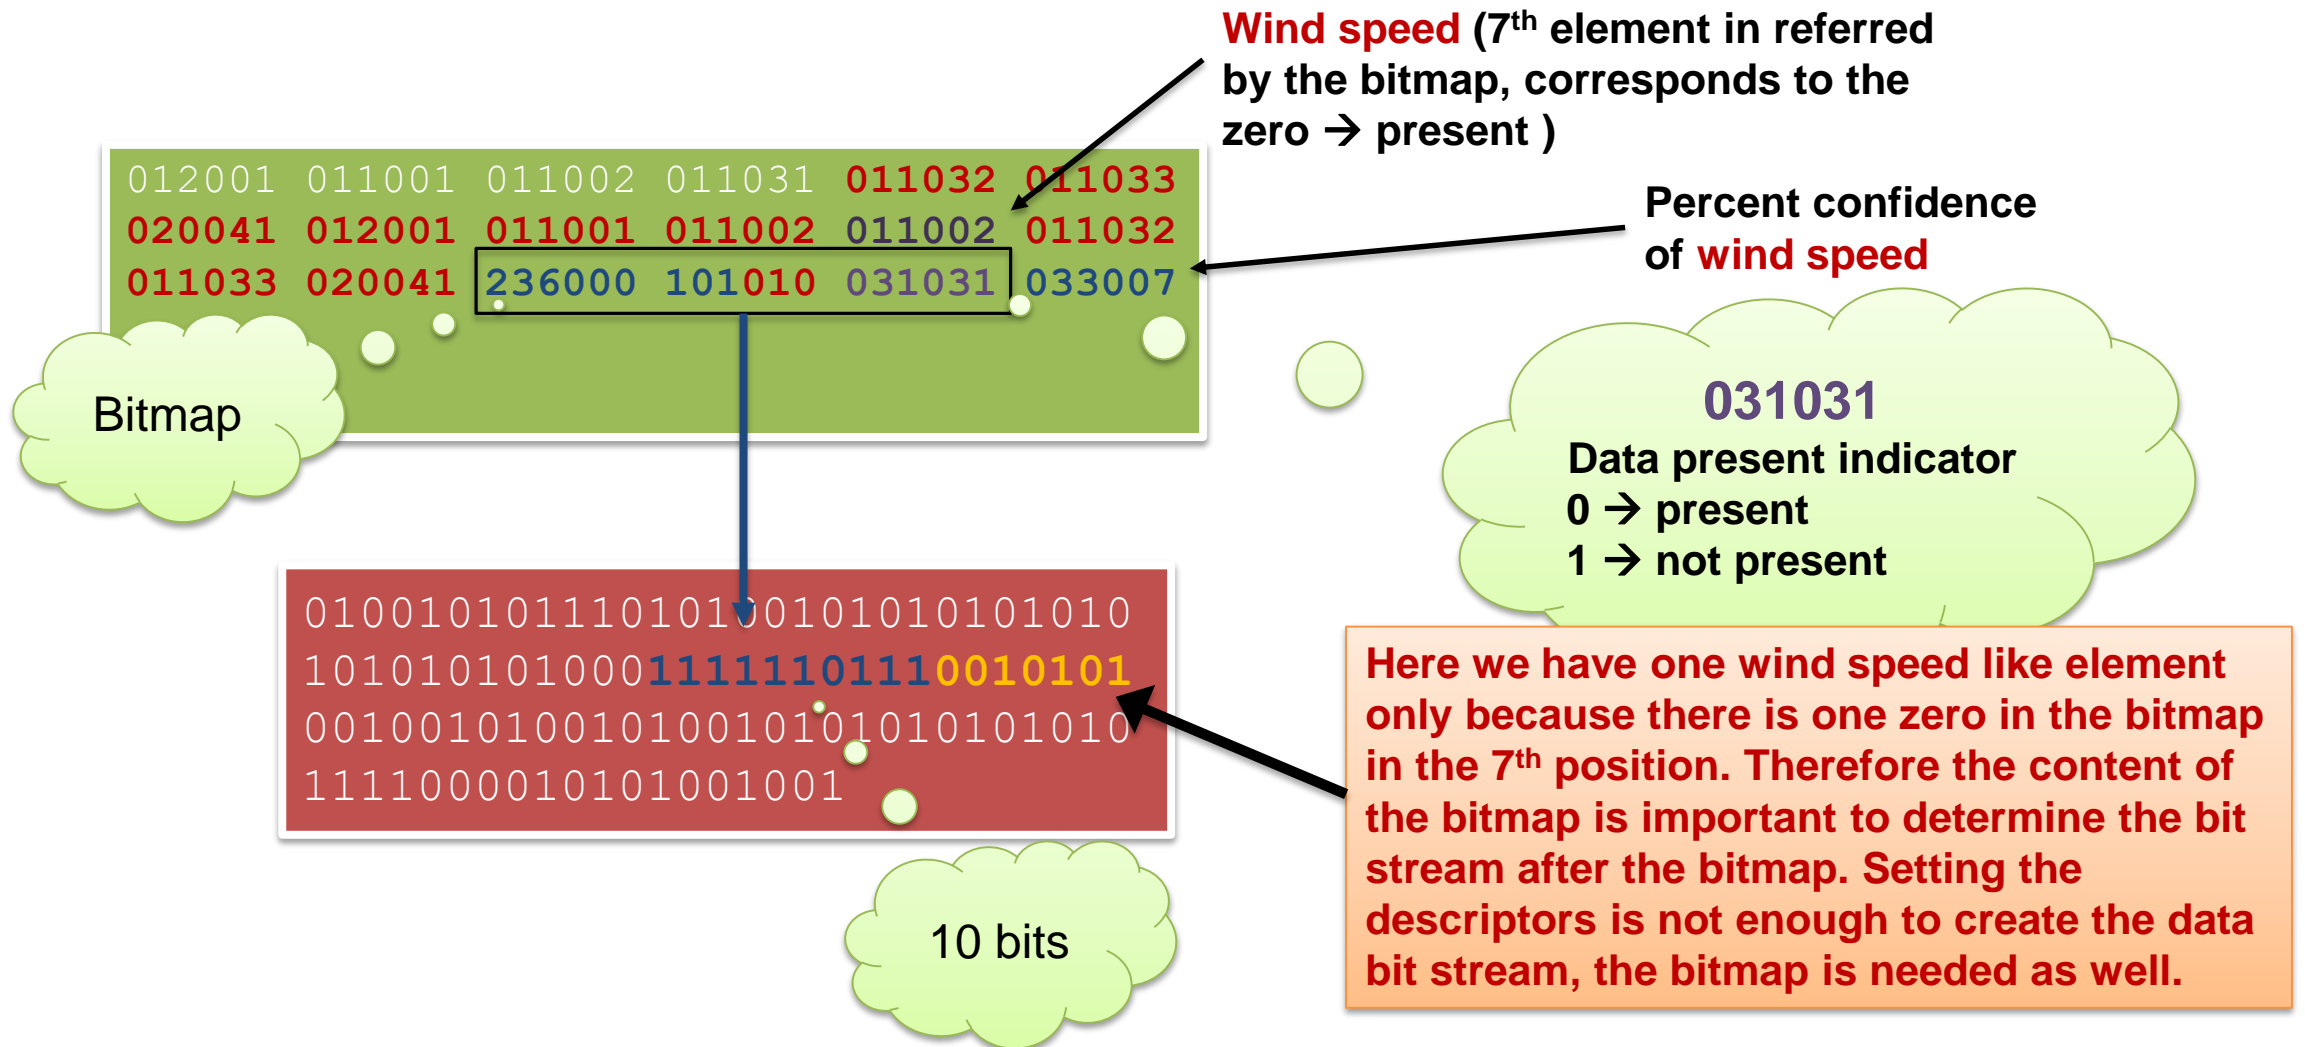 Wind speed (7th element in referred
by the bitmap, corresponds to the
zero → present )
012001 011001 011002 011031 011032 011033
020041 012001 011001 011002 011002 011032
011033 020041 236000 101010 031031 033007
Percent confidence
of wind speed
Bitmap
031031
Data present indicator
0 → present
1 → not present
01001010111010100101010101010
10101010100011111101110010101
00100101001010010101010101010
1111000010101001001
10 bits
Here we have one wind speed like element
only because there is one zero in the bitmap
in the 7th position. Therefore the content of
the bitmap is important to determine the bit
stream after the bitmap. Setting the
descriptors is not enough to create the data
bit stream, the bitmap is needed as well.